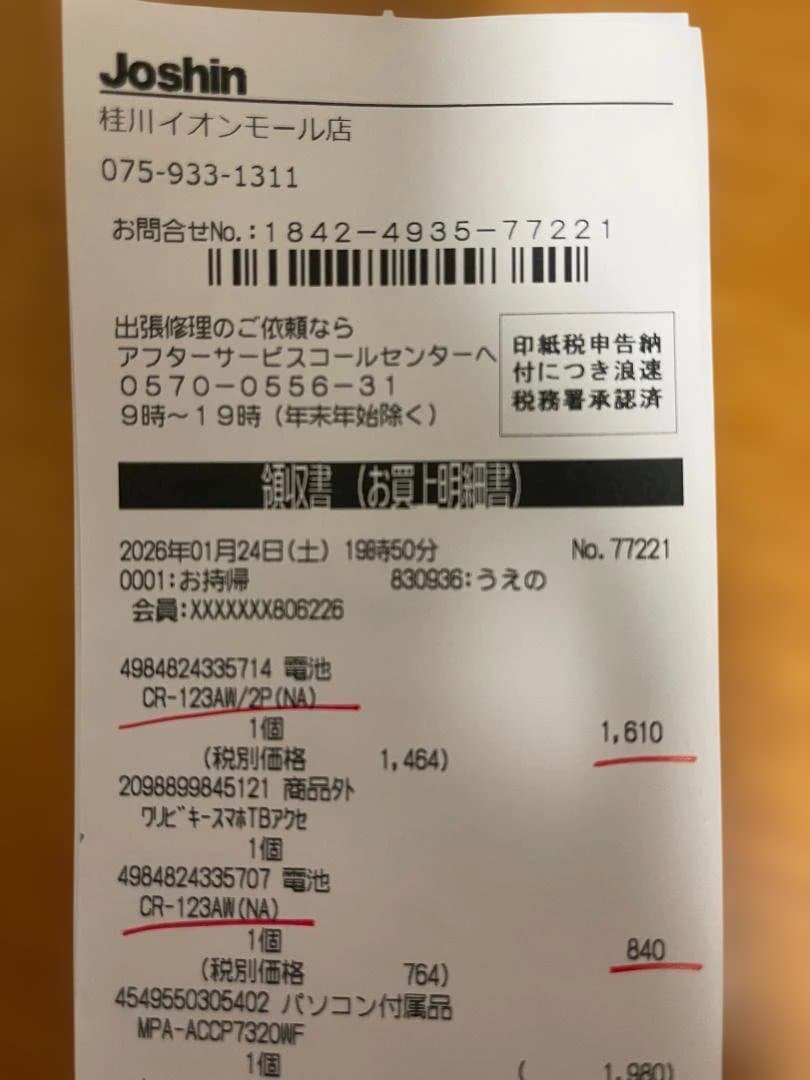 Joshin
桂川イオンモール店
075-933-1311
お問合せNo.:1842-4935-77221
出張修理のご依頼なら
アフターサービスコールセンターへ
0570-0556-31
9時～19時(年末年始除く)
印紙税申告納
付につき浪速
税務署承認済
領収書 (お買上明細書)
2026年01月24日(土) 19時50分 No.77221
0001:お持帰 830936:うえの
会員:XXXXXXX806226
4984824335714 電池
CR-123AW/2P(NA)
1個 1,610
(税別価格 1,464)
2098899845121 商品外
ワリビキースマホTBアクセ
1個
4984824335707 電池
CR-123AW(NA)
1個 840
(税別価格 764)
4549550305402 パソコン付属品
MPA-ACCP7320WF
1個 ( 1,980)